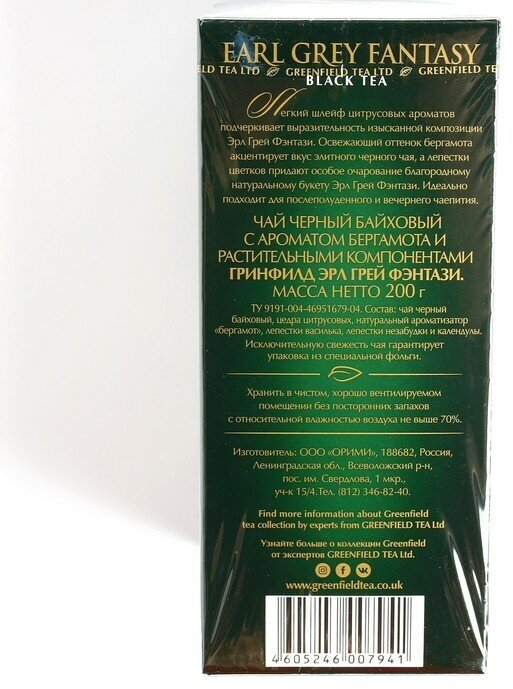 EARL GREY FANTASY
ELD TEA LTD GREENFIELD TEA LTD GREENFIELD TE
BLACK TEA
Легкий шлейф цитрусовых ароматов
подчеркивает выразительность изысканной композиции
Эрл Грей Фэнтази. Освежающий оттенок бергамота
акцентирует вкус элитного черного чая, а лепестки
цветков придают особое очарование благородному
натуральному букету Эрл Грей Фэнтази. Идеально
подходит для послеполуденного и вечернего чаепития.
ЧАЙ ЧЕРНЫЙ БАЙХОВЫЙ
С АРОМАТОМ БЕРГАМОТА И
РАСТИТЕЛЬНЫМИ КОМПОНЕНТАМИ
ГРИНФИЛД ЭРЛ ГРЕЙ ФЭНТАЗИ.
МАССА НЕТТО 200 г
ТУ 9191-004-46951679-04. Состав: чай черный
байховый, цедра цитрусовых, натуральный ароматизатор
«бергамот», лепестки василька, лепестки незабудки и календулы.
Исключительную свежесть чая гарантирует
упаковка из специальной фольги.
Хранить в чистом, хорошо вентилируемом
помещении без посторонних запахов
с относительной влажностью воздуха не выше 70%.
Изготовитель: ООО «ОРИМИ», 188682, Россия,
Ленинградская обл., Всеволожский р-н,
пос. им. Свердлова, 1 мкр.,
уч-к 15/4.Тел. (812) 346-82-40.
Find more information about Greenfield
tea collection by experts from GREENFIELD TEA Ltd
Узнайте больше о коллекции Greenfield
от экспертов GREENFIELD TEA Ltd.
www.greenfieldtea.co.uk
4605246007941